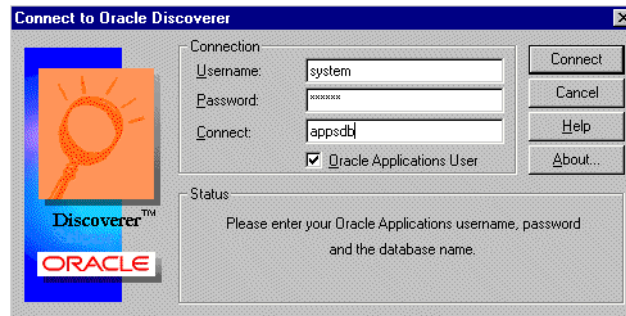 Connect to Oracle Discoverer
Connection
Username: system
Password: xxxxxx
Connect: appsdb
Oracle Applications User
Connect
Cancel
Help
About...
Discoverer™
ORACLE
Status
Please enter your Oracle Applications username, password
and the database name.